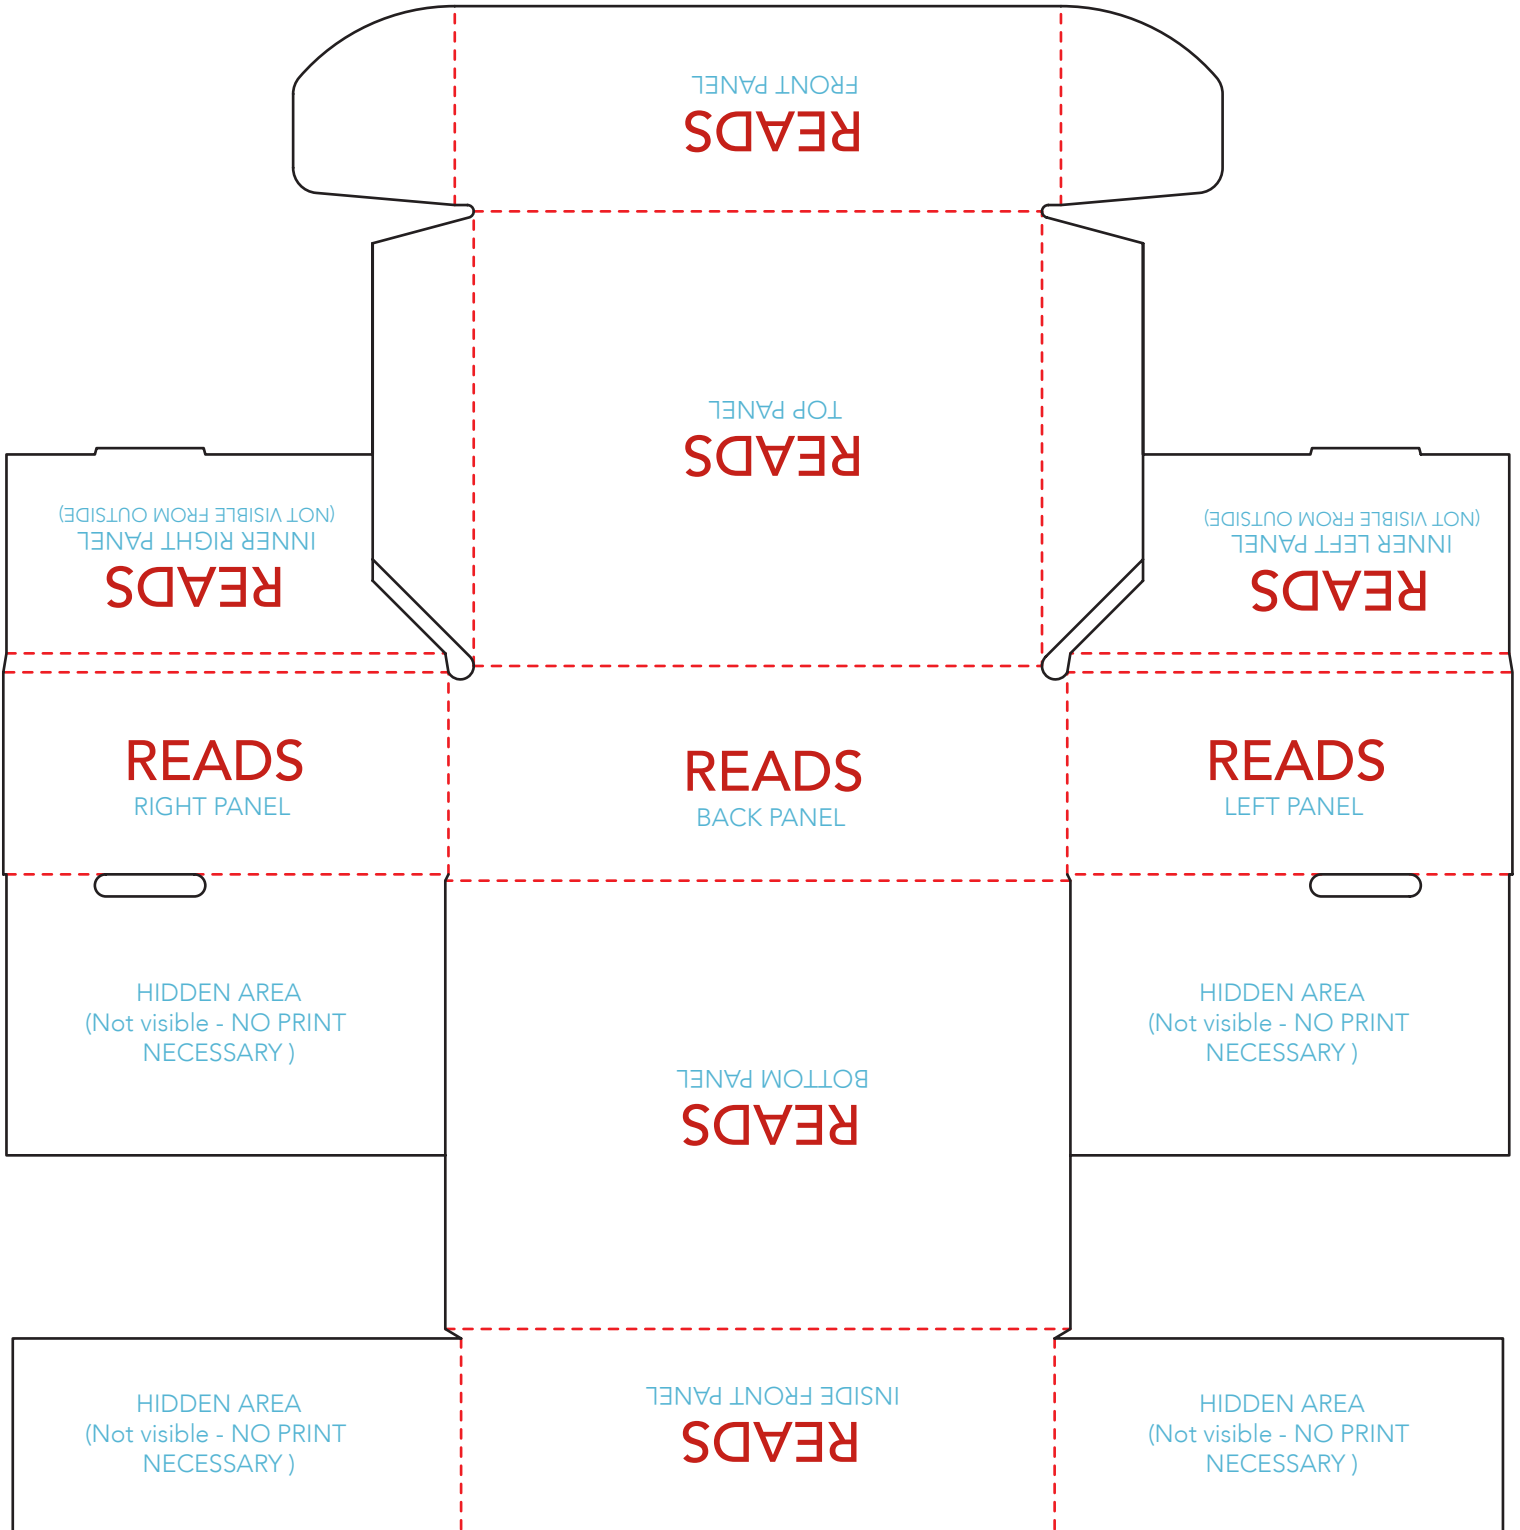 FRONT PANEL
READS
TOP PANEL
READS
(NOT VISIBLE FROM OUTSIDE)
INNER RIGHT PANEL
READS
(NOT VISIBLE FROM OUTSIDE)
INNER LEFT PANEL
READS
READS
RIGHT PANEL
READS
BACK PANEL
READS
LEFT PANEL
HIDDEN AREA
(Not visible - NO PRINT
NECESSARY )
HIDDEN AREA
(Not visible - NO PRINT
NECESSARY )
BOTTOM PANEL
READS
HIDDEN AREA
(Not visible - NO PRINT
NECESSARY )
INSIDE FRONT PANEL
READS
HIDDEN AREA
(Not visible - NO PRINT
NECESSARY )